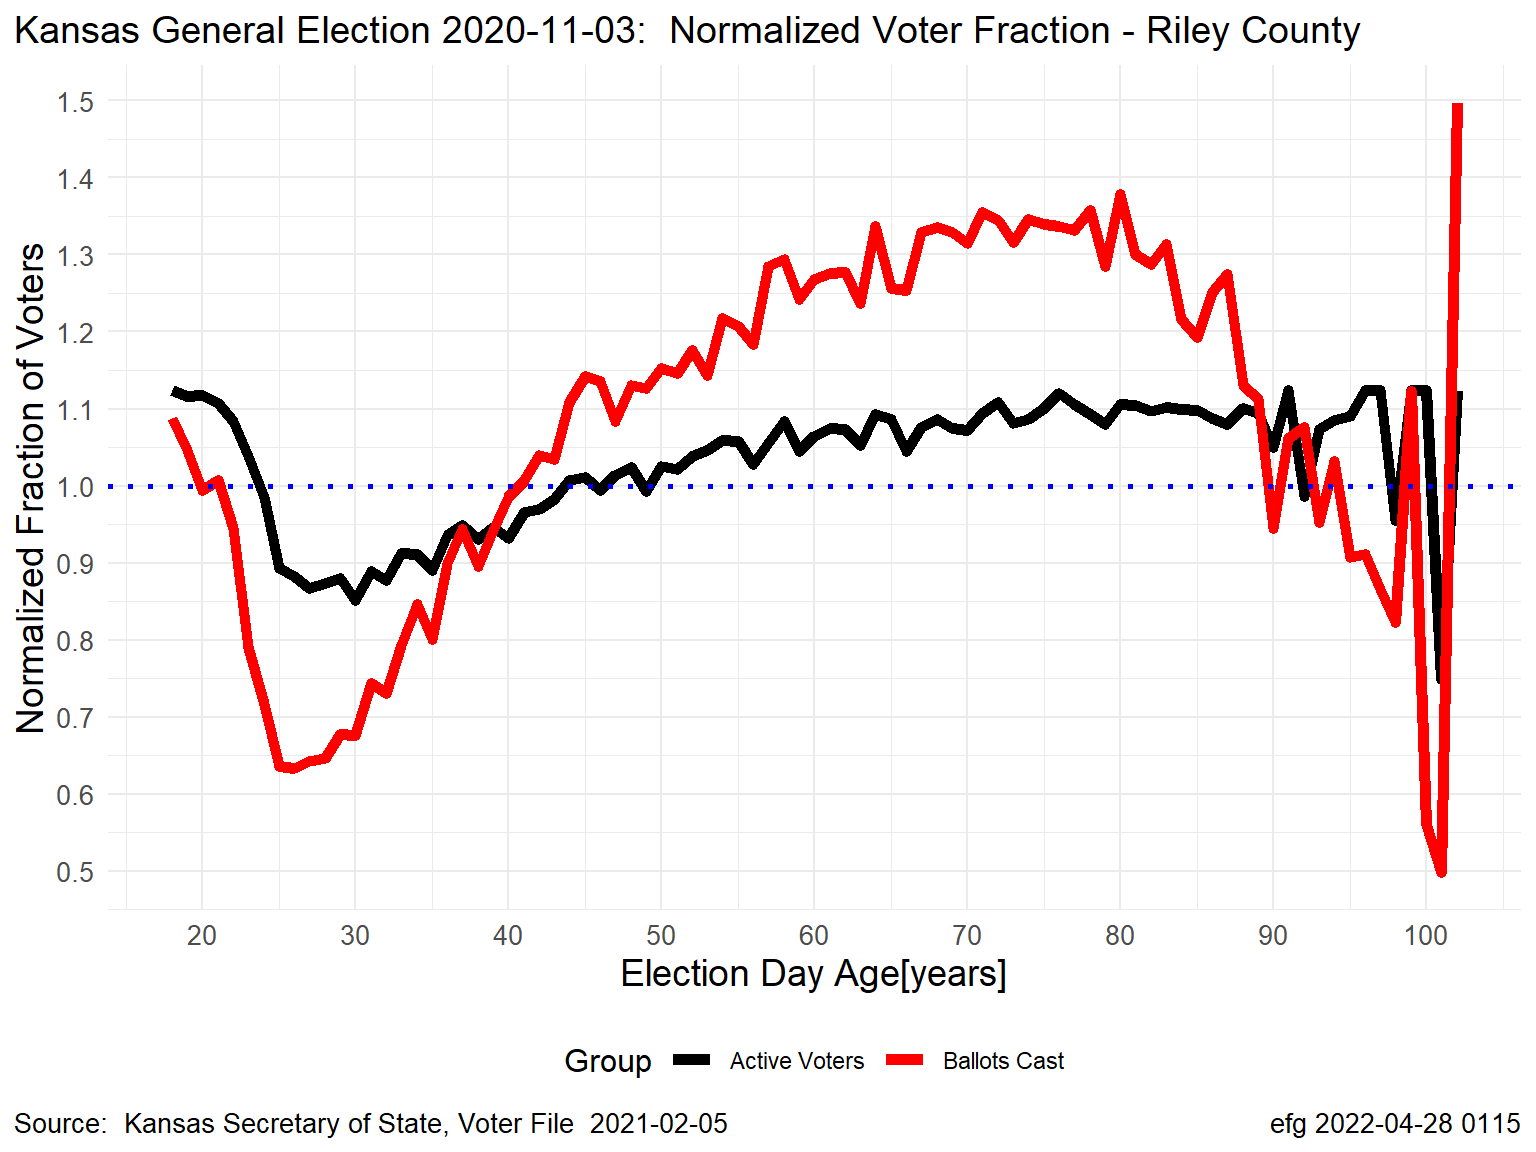 Kansas General Election 2020-11-03:  Normalized Voter Fraction - Riley County
Normalized Fraction of Voters
1.5
1.4
1.3
1.2
1.1
1.0
0.9
0.8
0.7
0.6
0.5
20 30 40 50 60 70 80 90 100
Election Day Age[years]
Group Active Voters Ballots Cast
Source:  Kansas Secretary of State, Voter File  2021-02-05
efg 2022-04-28 0115